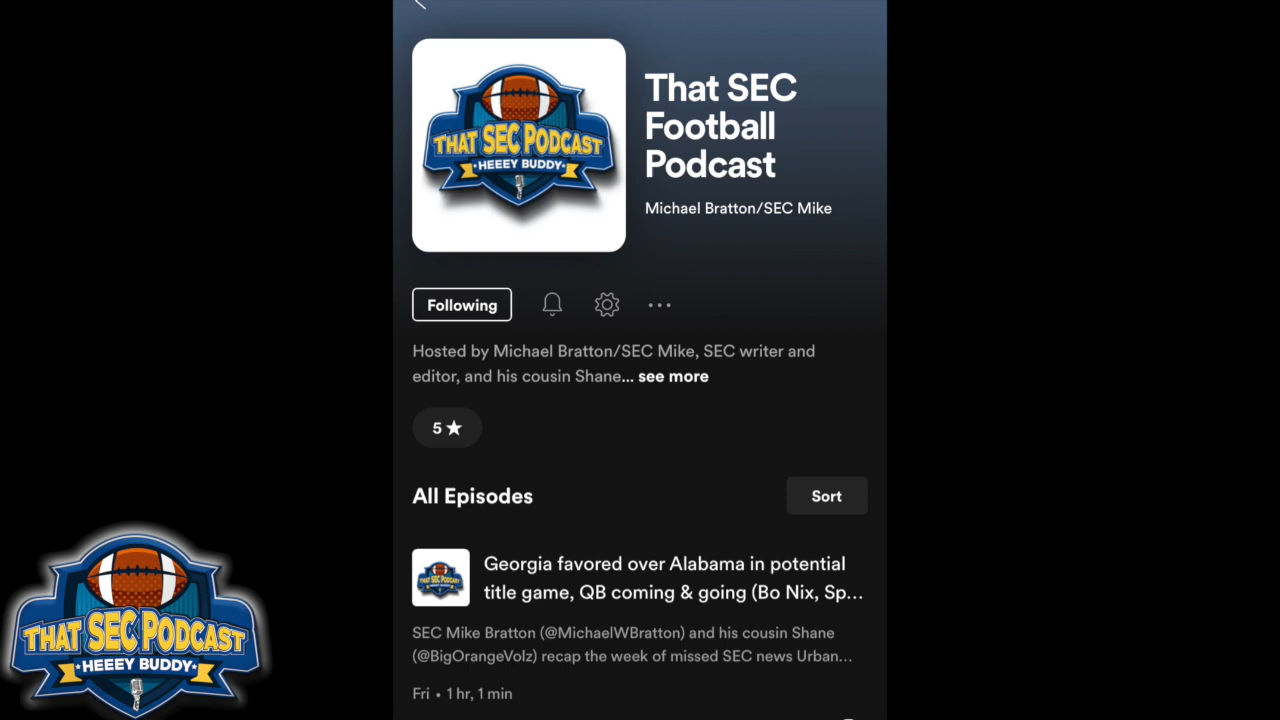 THAT SEC PODCAST
HEEEY BUDDY
That SEC
Football
Podcast
Michael Bratton/SEC Mike
Following
Hosted by Michael Bratton/SEC Mike, SEC writer and
editor, and his cousin Shane... see more
5
All Episodes
Sort
THAT SEC PODCAST
Georgia favored over Alabama in potential
title game, QB coming & going (Bo Nix, Sp...
SEC Mike Bratton (@MichaelWBratton) and his cousin Shane
(@BigOrangeVolz) recap the week of missed SEC news Urban...
Fri • 1 hr, 1 min
THAT SEC PODCAST
HEEEY BUDDY